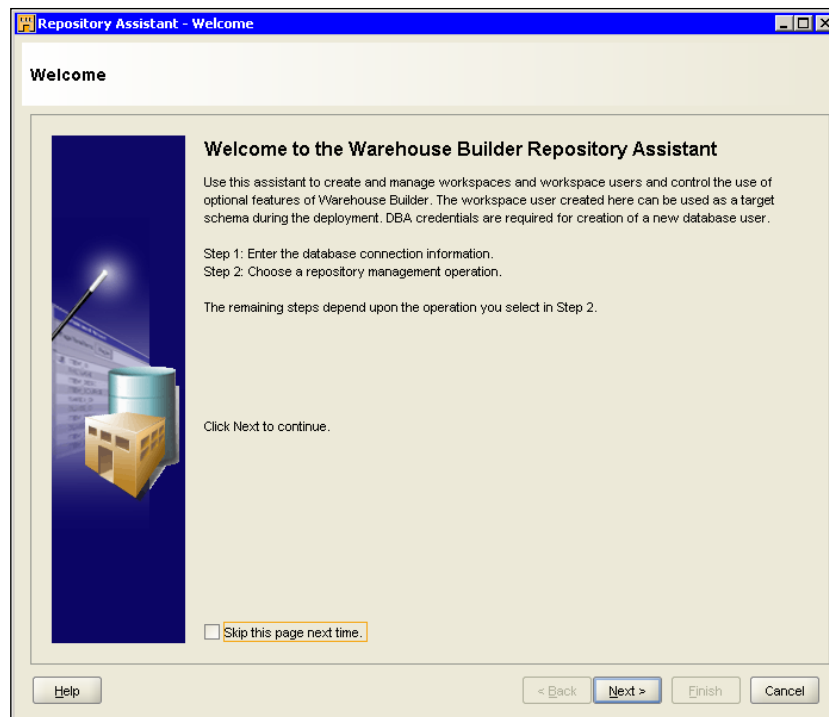 Repository Assistant - Welcome
Welcome
Welcome to the Warehouse Builder Repository Assistant
Use this assistant to create and manage workspaces and workspace users and control the use of
optional features of Warehouse Builder. The workspace user created here can be used as a target
schema during the deployment. DBA credentials are required for creation of a new database user.
Step 1: Enter the database connection information.
Step 2: Choose a repository management operation.
The remaining steps depend upon the operation you select in Step 2.
Click Next to continue.
Skip this page next time.
Help
< Back
Next >
Finish
Cancel